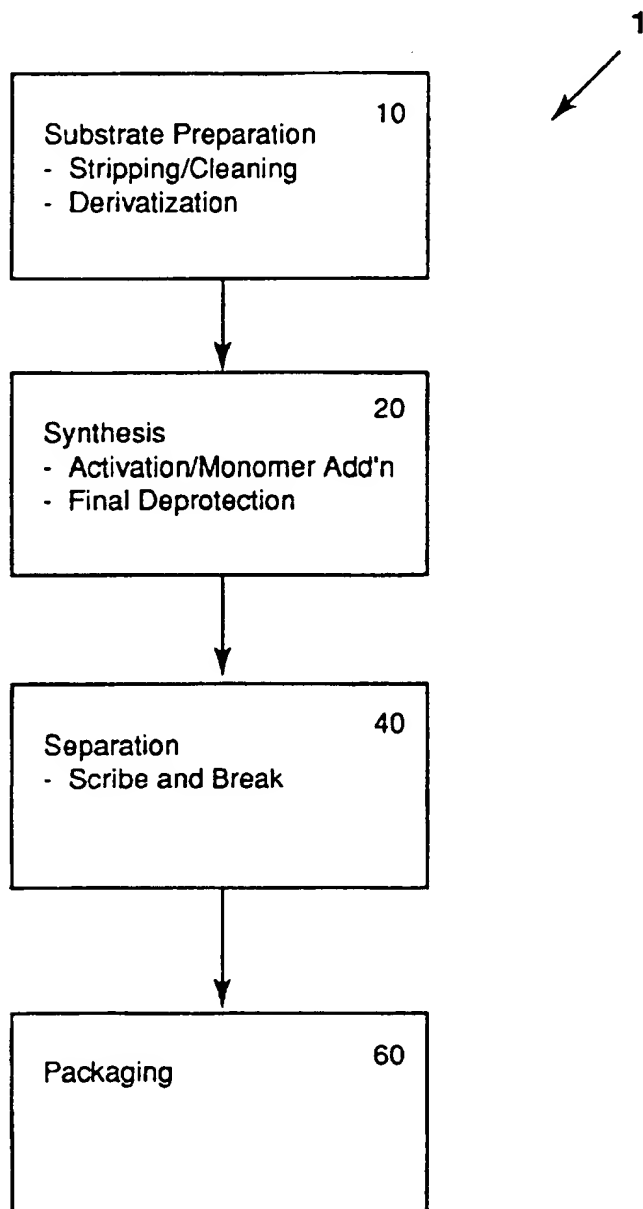 1
10
Substrate Preparation
- Stripping/Cleaning
- Derivatization
20
Synthesis
- Activation/Monomer Add'n
- Final Deprotection
40
Separation
- Scribe and Break
60
Packaging